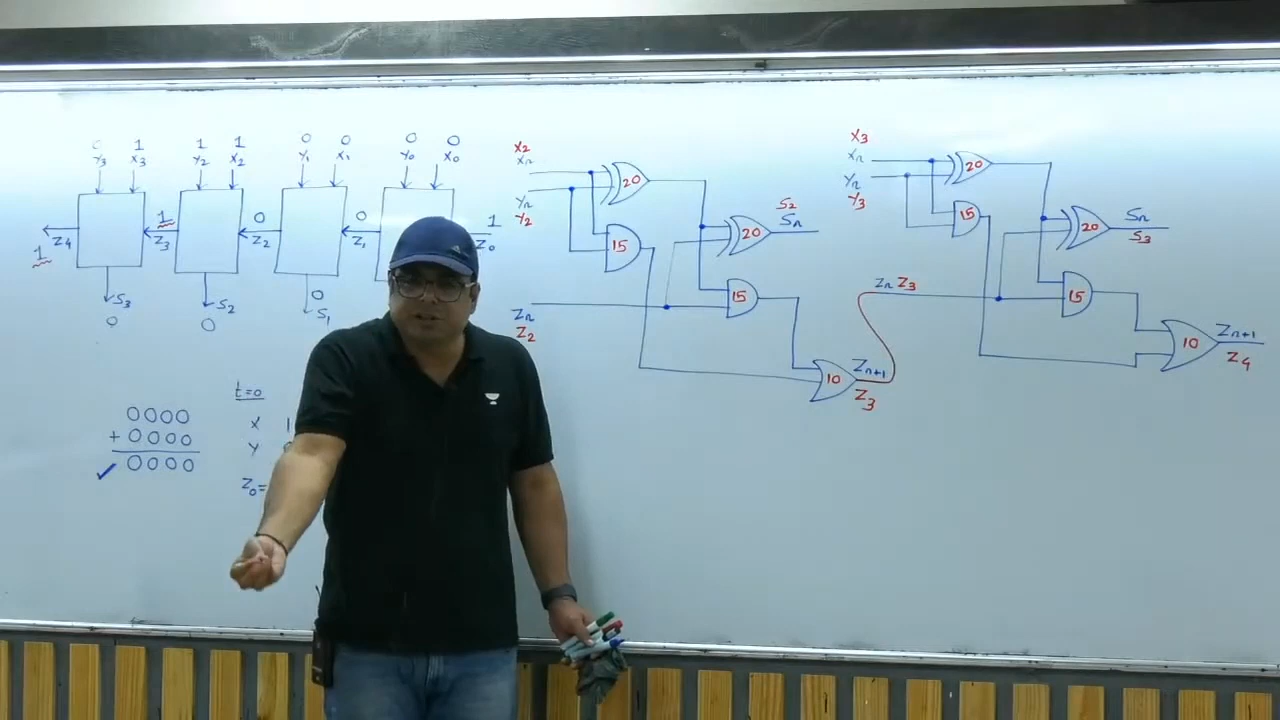 0 1 1 1 0 0 0 0
Y3 X3 Y2 X2 Y1 X1 Y0 X0
1 0 0 1
Z4 Z3 Z2 Z1 Z0
1
S3 S2 S1
0 0 0
t=0
0000
+ 0000
0000
X 1
Y
Z0=
X2
Xn
Yn
Y2
20
15
S2
Sn
20
15
Zn
Z2
10
Zn+1
Z3
X3
Xn
Yn
Y3
20
15
Sn
S3
20
Zn Z3
15
10
Zn+1
Z4